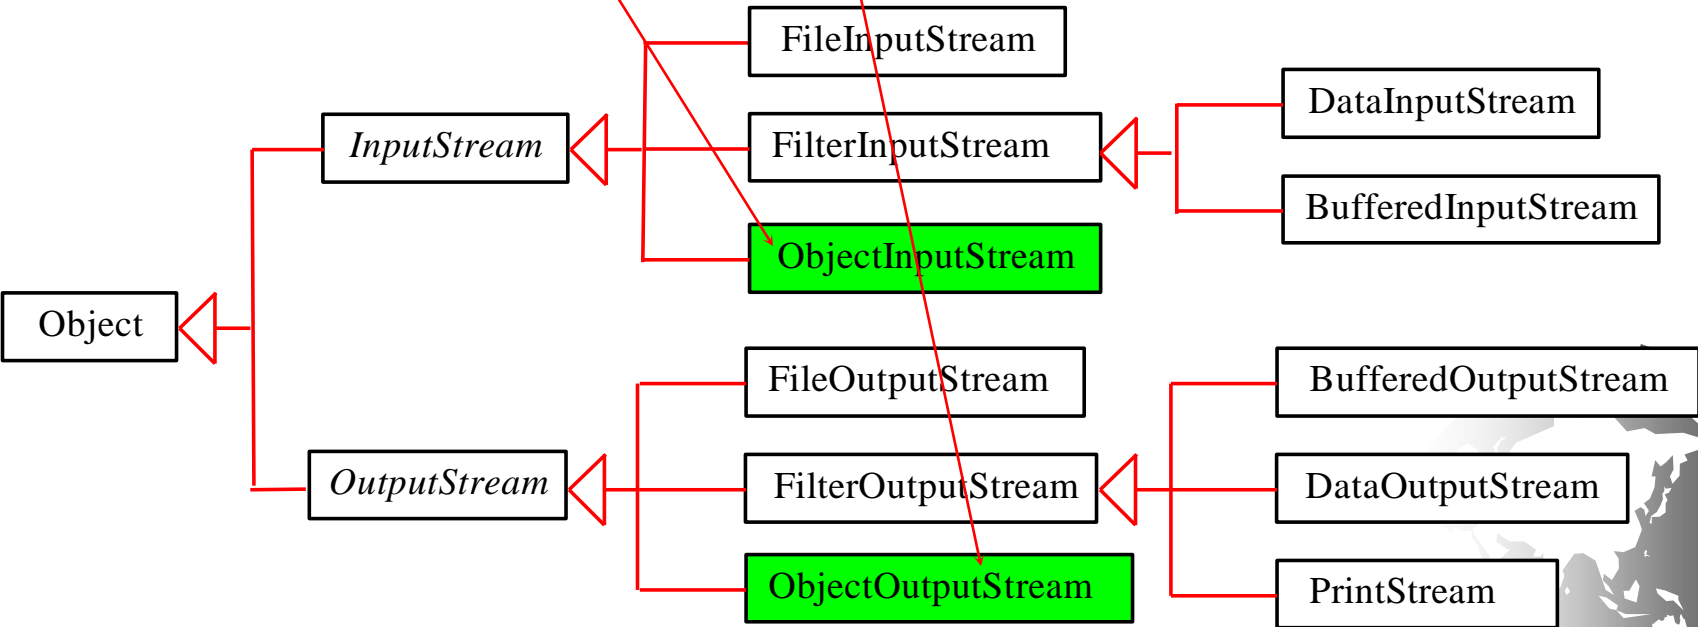 FileInputStream
DataInputStream
InputStream
FilterInputStream
BufferedInputStream
ObjectInputStream
Object
FileOutputStream
BufferedOutputStream
OutputStream
FilterOutputStream
DataOutputStream
ObjectOutputStream
PrintStream